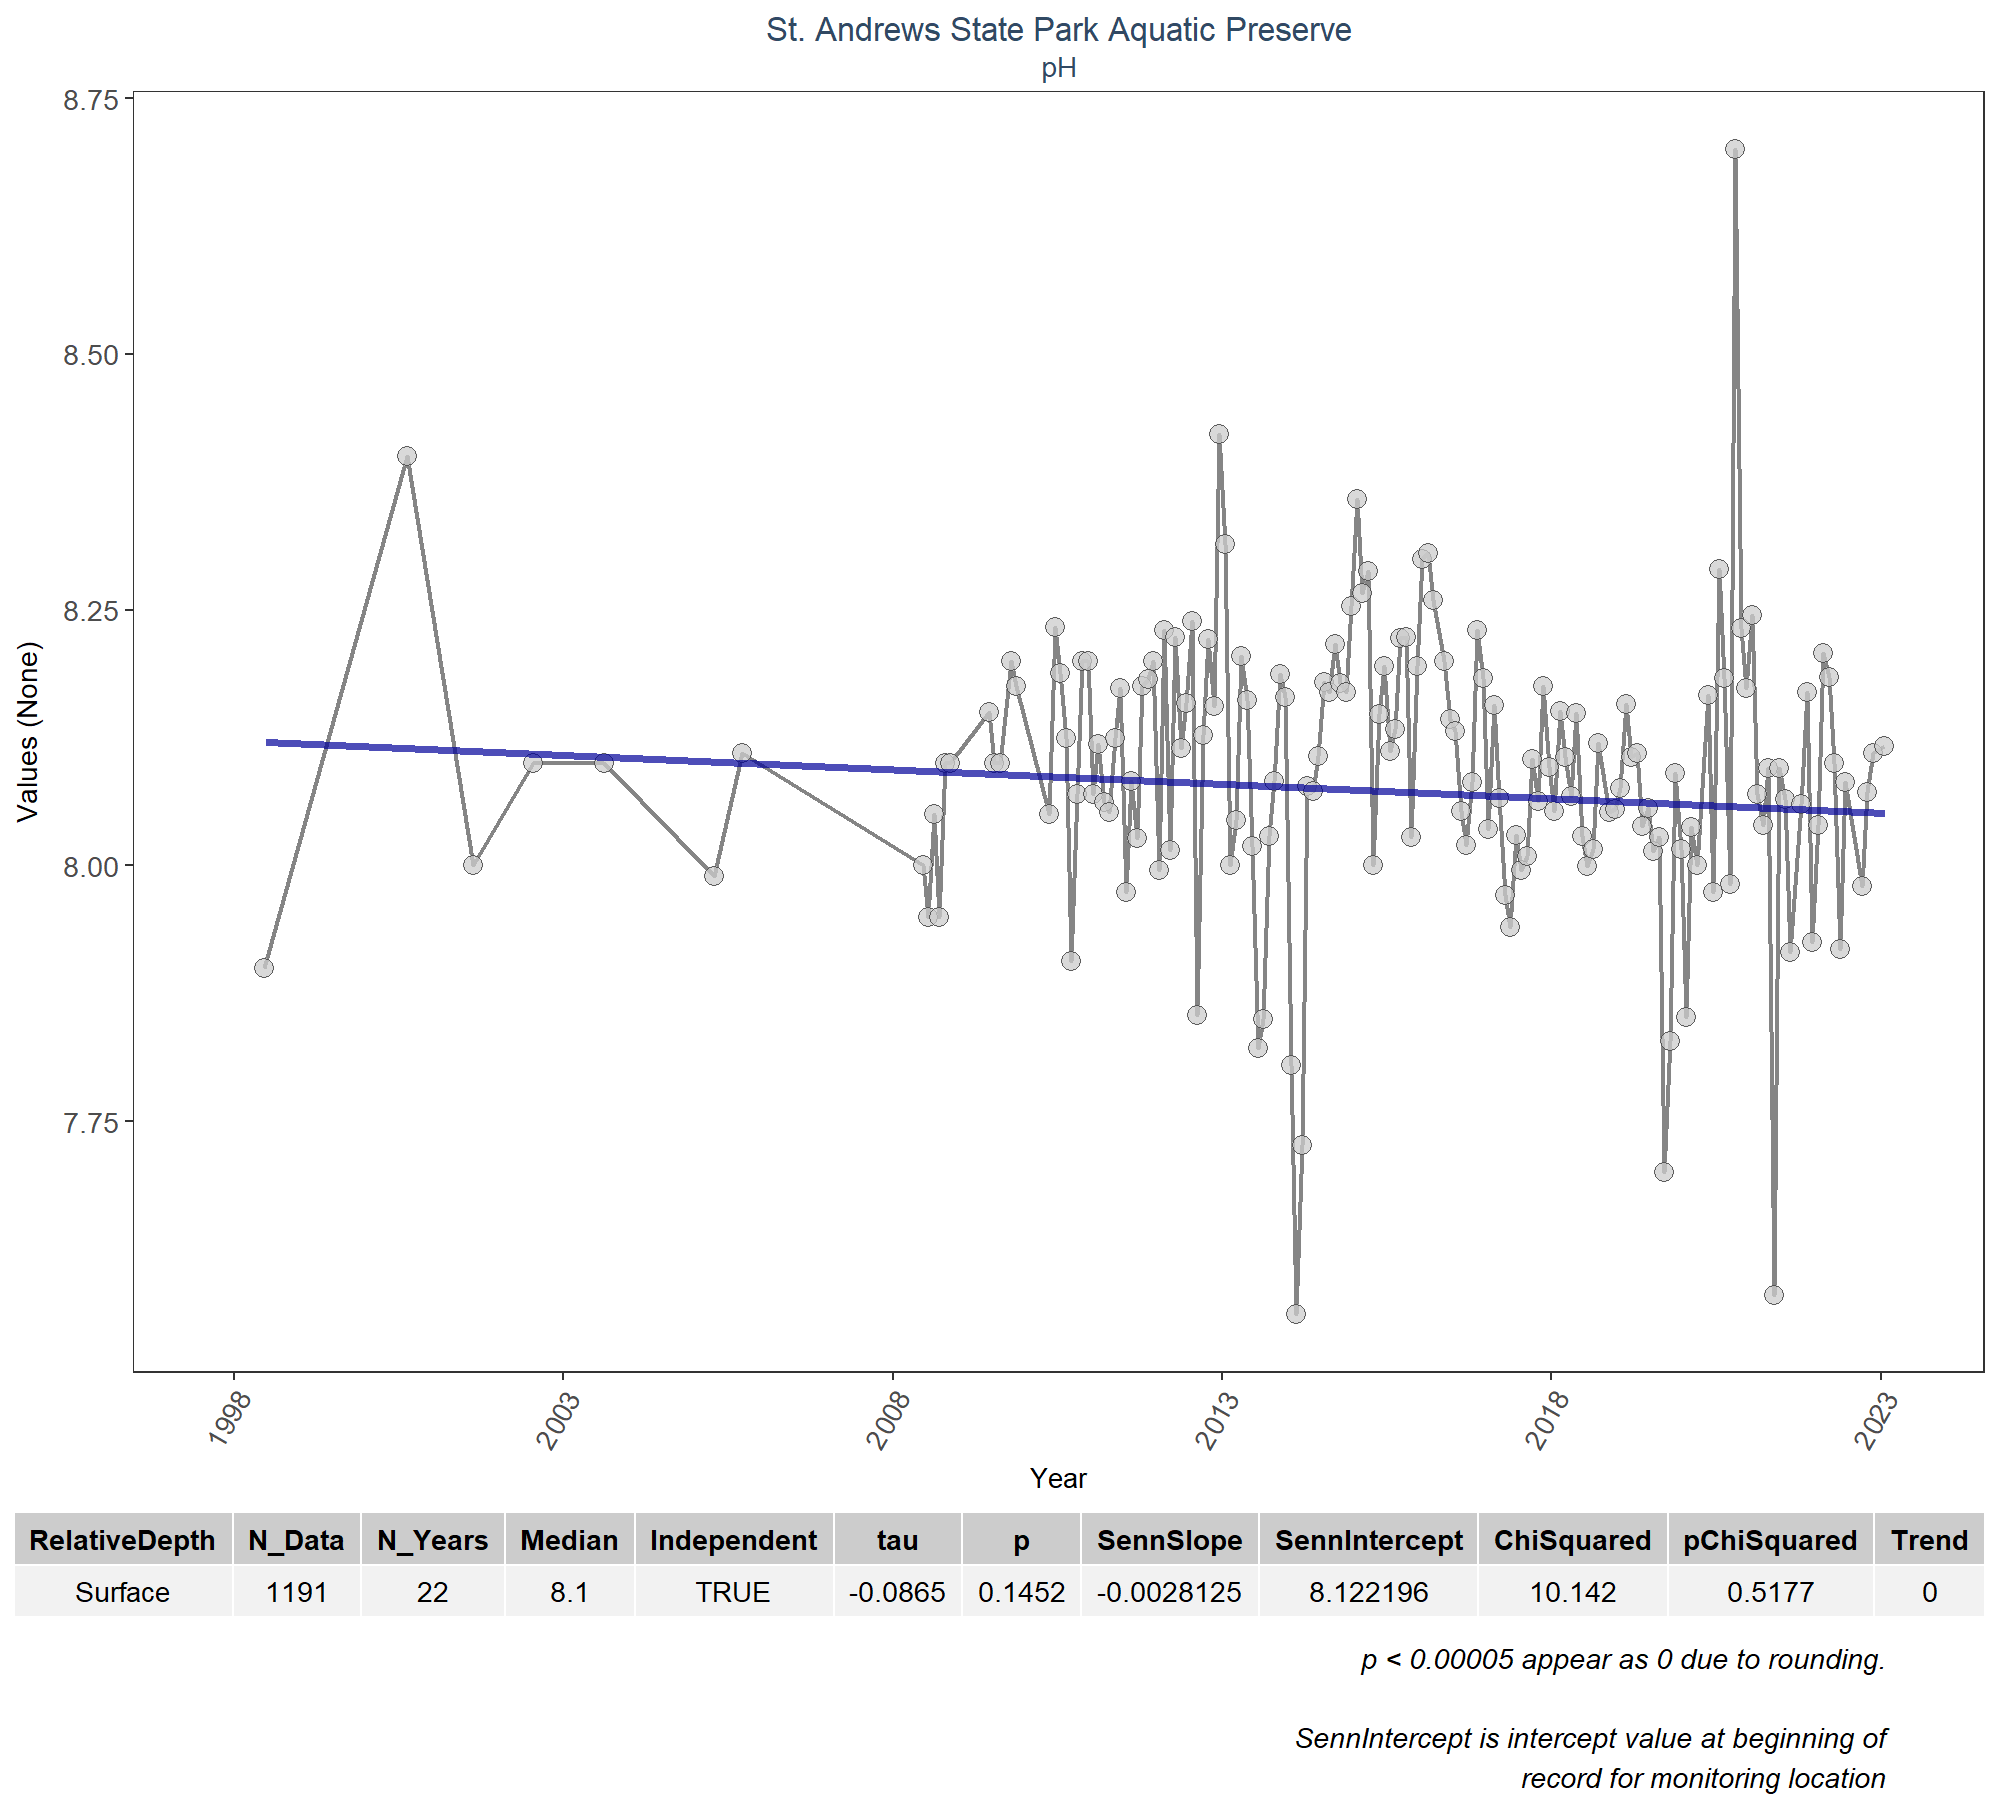 St. Andrews State Park Aquatic Preserve
pH
8.75
8.50
8.25
8.00
7.75
Values (None)
1998 2003 2008 2013 2018 2023
Year
RelativeDepth N_Data N_Years Median Independent tau p SennSlope SennIntercept ChiSquared pChiSquared Trend
Surface 1191 22 8.1 TRUE -0.0865 0.1452 -0.0028125 8.122196 10.142 0.5177 0
p < 0.00005 appear as 0 due to rounding.
SennIntercept is intercept value at beginning of
record for monitoring location